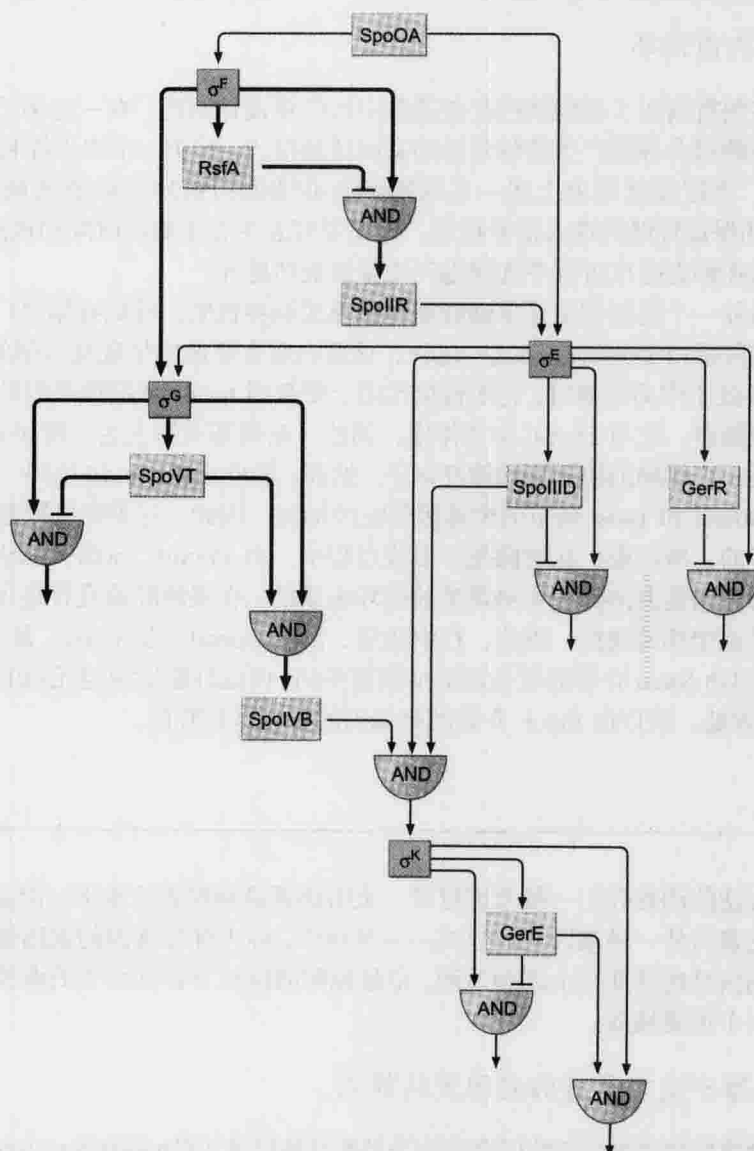 SpoOA
σF
RsfA
AND
SpoIIR
σE
σG
SpoVT
SpoIIID
GerR
AND
AND
AND
AND
SpoIVB
AND
σK
GerE
AND
AND